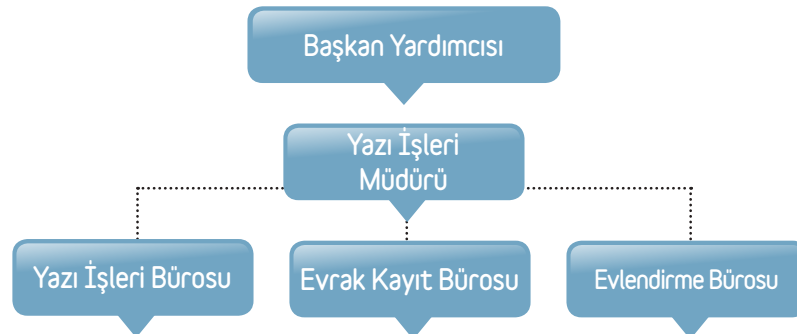 Başkan Yardımcısı
Yazı İşleri
Müdürü
Yazı İşleri Bürosu
Evrak Kayıt Bürosu
Evlendirme Bürosu